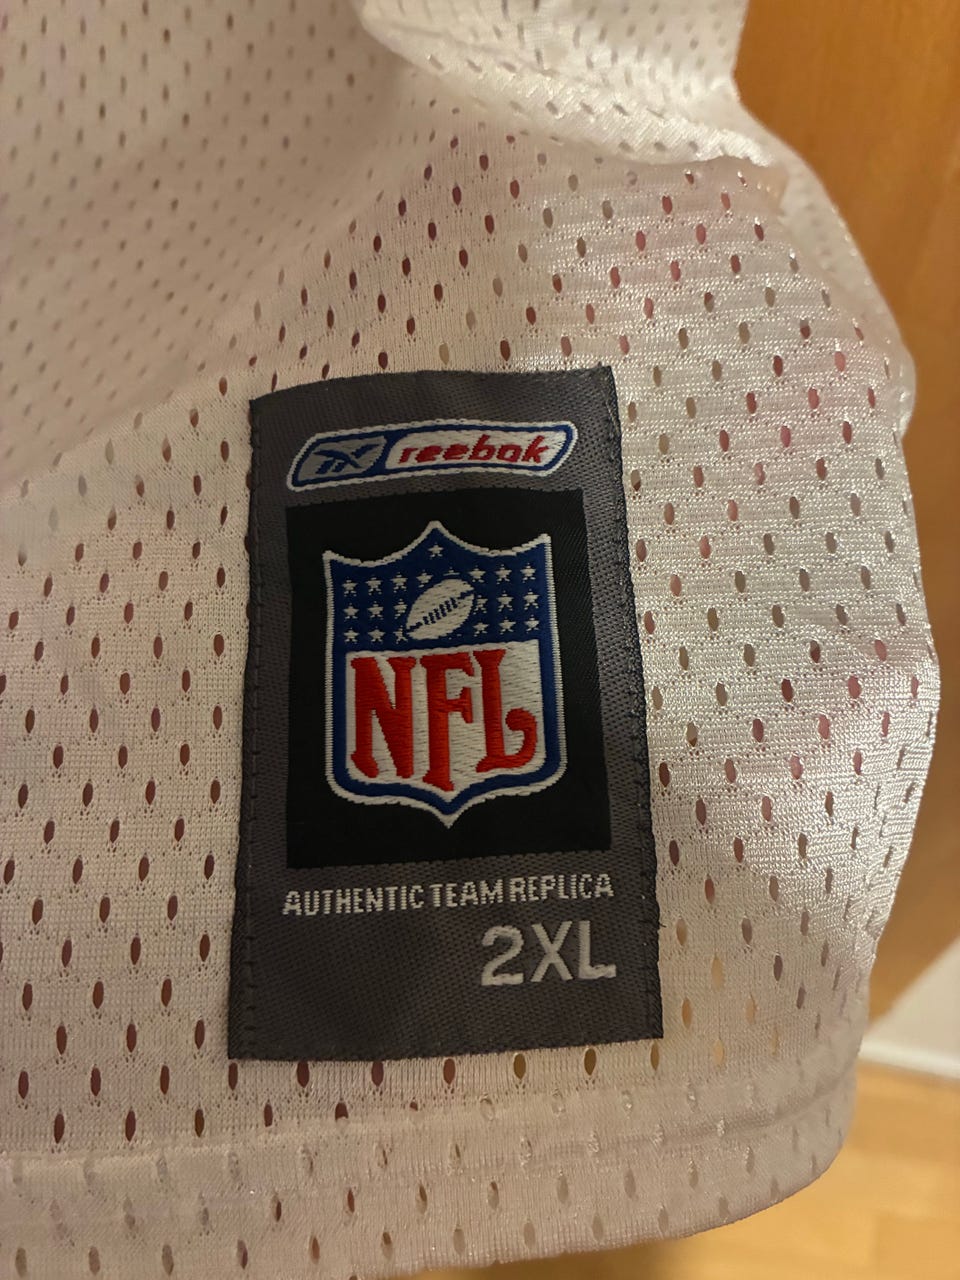 reebok
NFL
AUTHENTIC TEAM REPLICA
2XL